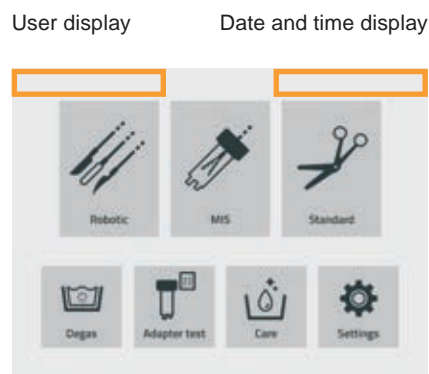 User display Date and time display
Robotic MIS Standard
Degas Adapter test Care Settings